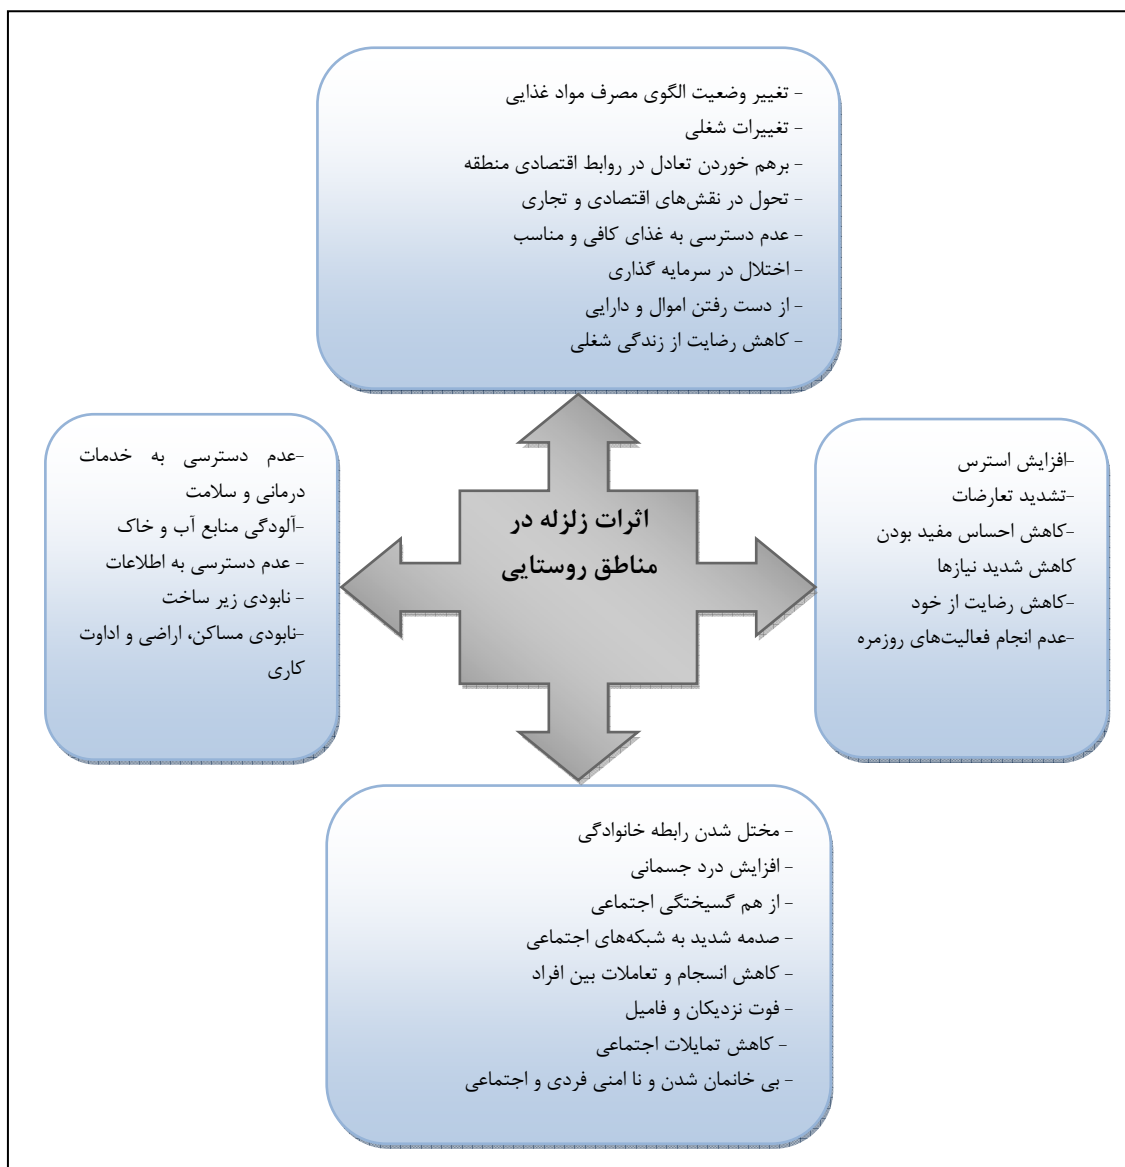 - تغییر وضعیت الگوی مصرف مواد غذایی
- تغییرات شغلی
- برهم خوردن تعادل در روابط اقتصادی منطقه
- تحول در نقش‌های اقتصادی و تجاری
- عدم دسترسی به غذای کافی و مناسب
- اختلال در سرمایه گذاری
- از دست رفتن اموال و دارایی
- کاهش رضایت از زندگی شغلی
-افزایش استرس
-تشدید تعارضات
-کاهش احساس مفید بودن
کاهش شدید نیازها
-کاهش رضایت از خود
-عدم انجام فعالیت‌های روزمره
اثرات زلزله در
مناطق روستایی
-عدم دسترسی به خدمات
درمانی و سلامت
-آلودگی منابع آب و خاک
- عدم دسترسی به اطلاعات
- نابودی زیر ساخت
-نابودی مساکن، اراضی و اداوت
کاری
- مختل شدن رابطه خانوادگی
- افزایش درد جسمانی
- از هم گسیختگی اجتماعی
- صدمه شدید به شبکه‌های اجتماعی
- کاهش انسجام و تعاملات بین افراد
- فوت نزدیکان و فامیل
- کاهش تمایلات اجتماعی
- بی خانمان شدن و نا امنی فردی و اجتماعی